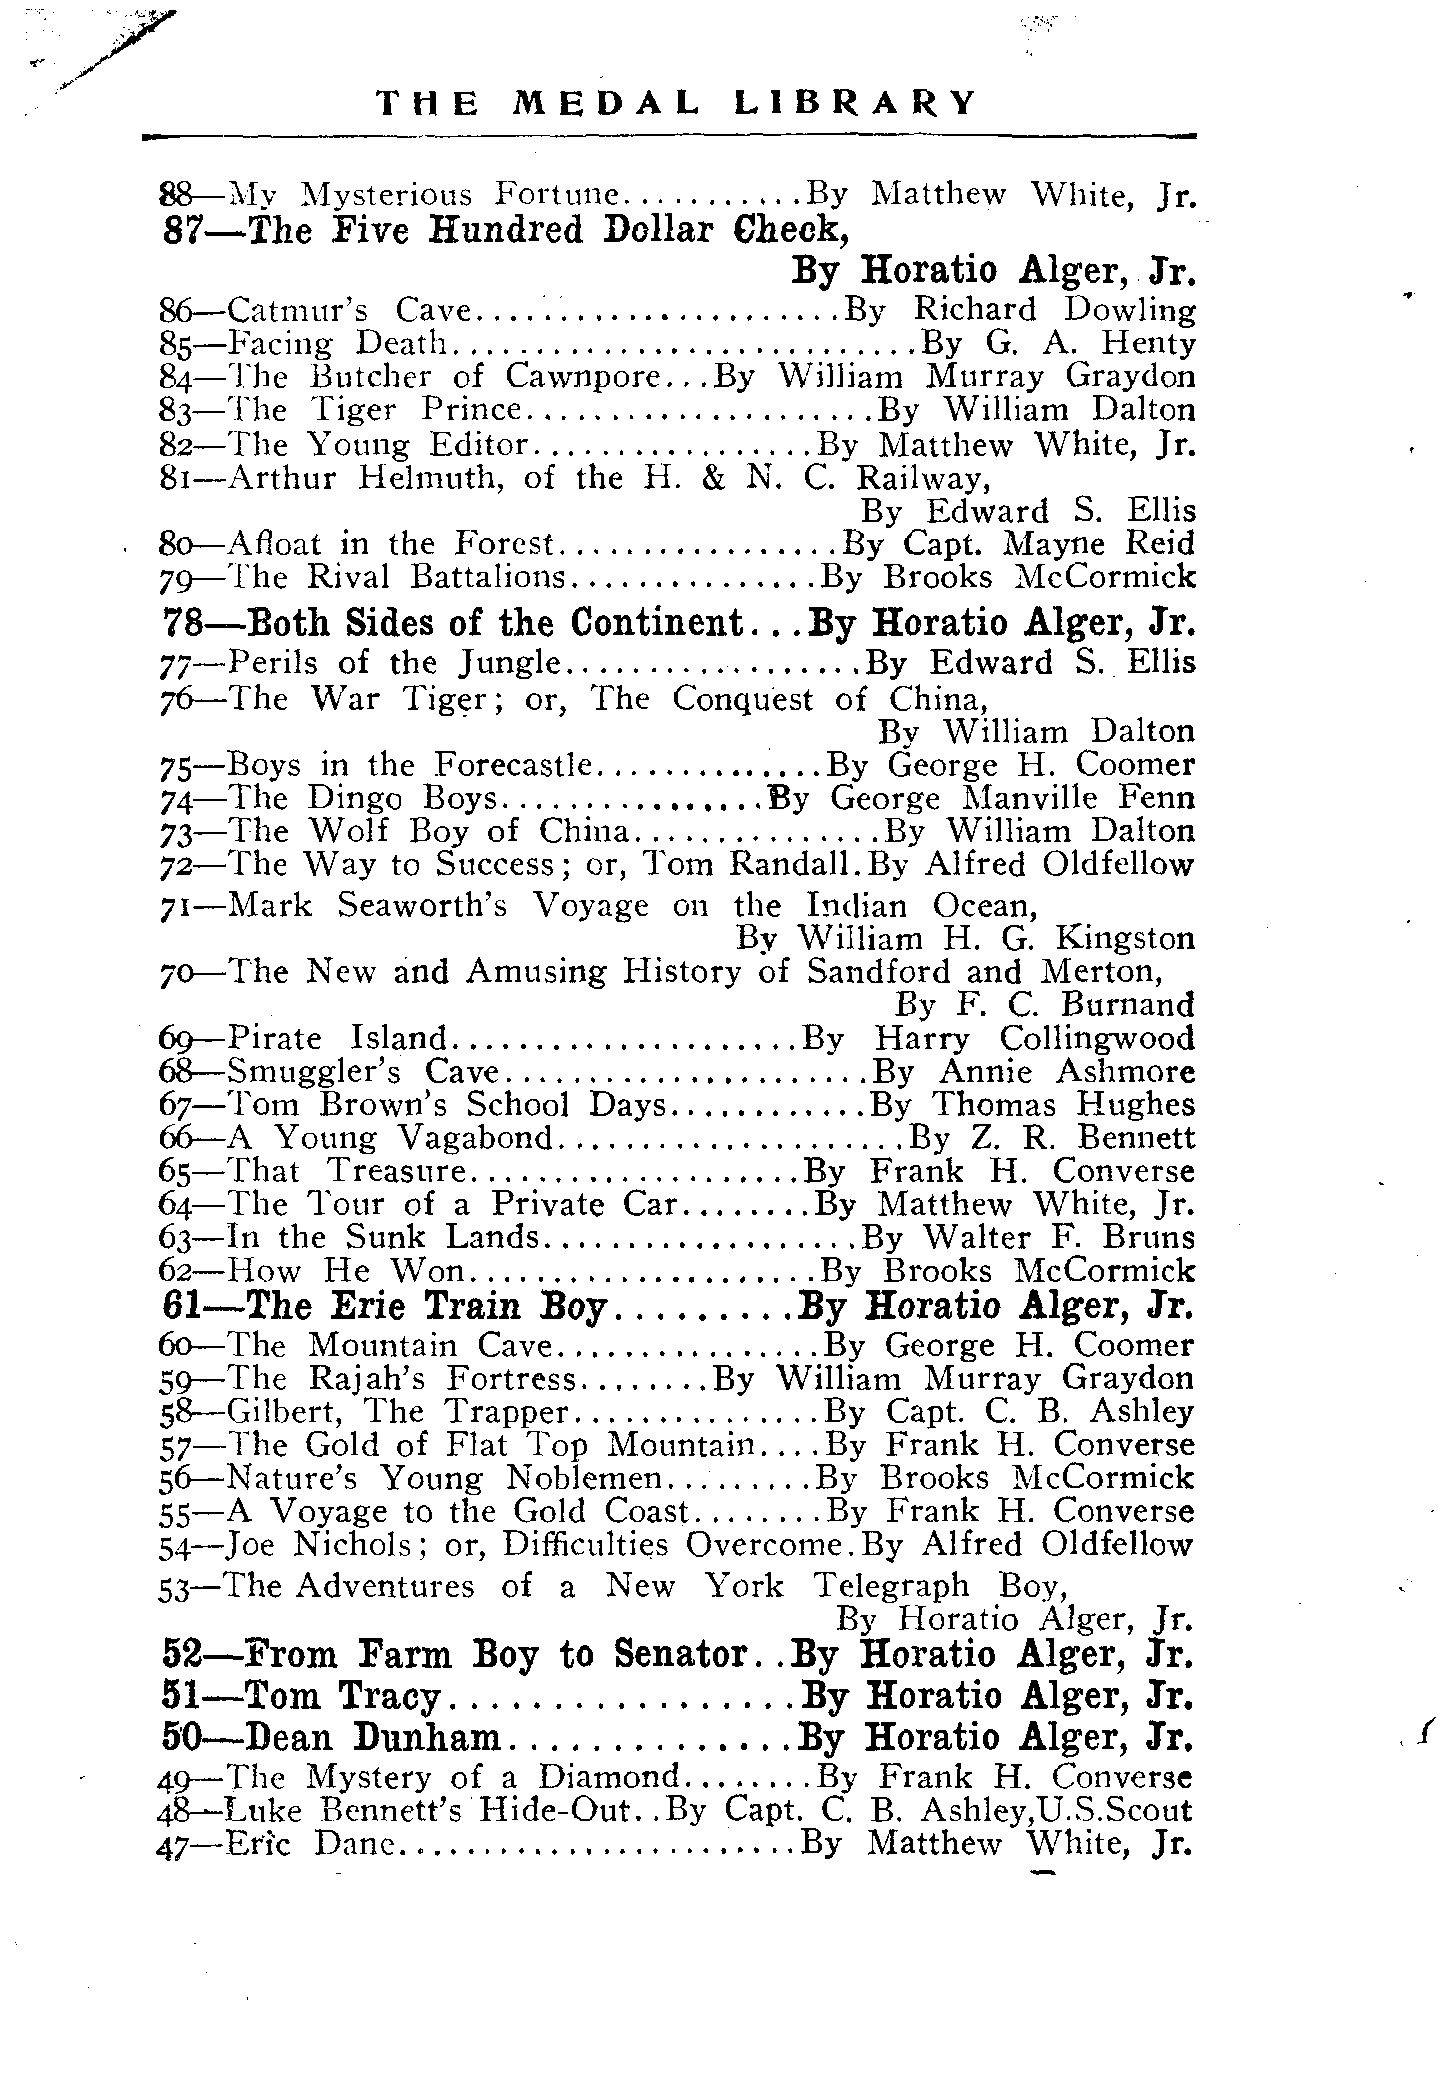 THE MEDAL LIBRARY
88—My Mysterious Fortune...........By Matthew White, Jr.
87—The Five Hundred Dollar Check,
By Horatio Alger, Jr.
86—Catmur's Cave......................By Richard Dowling
85—Facing Death............................By G. A. Henty
84—The Butcher of Cawnpore...By William Murray Graydon
83—The Tiger Prince.....................By William Dalton
82—The Young Editor.................By Matthew White, Jr.
81—Arthur Helmuth, of the H. & N. C. Railway,
By Edward S. Ellis
80—Afloat in the Forest.................By Capt. Mayne Reid
79—The Rival Battalions...............By Brooks McCormick
78—Both Sides of the Continent...By Horatio Alger, Jr.
77—Perils of the Jungle..................By Edward S. Ellis
76—The War Tiger; or, The Conquest of China,
By William Dalton
75—Boys in the Forecastle..............By George H. Coomer
74—The Dingo Boys................By George Manville Fenn
73—The Wolf Boy of China...............By William Dalton
72—The Way to Success; or, Tom Randall.By Alfred Oldfellow
71—Mark Seaworth's Voyage on the Indian Ocean,
By William H. G. Kingston
70—The New and Amusing History of Sandford and Merton,
By F. C. Burnand
69—Pirate Island.....................By Harry Collingwood
68—Smuggler's Cave......................By Annie Ashmore
67—Tom Brown's School Days............By Thomas Hughes
66—A Young Vagabond.....................By Z. R. Bennett
65—That Treasure....................By Frank H. Converse
64—The Tour of a Private Car........By Matthew White, Jr.
63—In the Sunk Lands...................By Walter F. Bruns
62—How He Won.....................By Brooks McCormick
61—The Erie Train Boy.........By Horatio Alger, Jr.
60—The Mountain Cave................By George H. Coomer
59—The Rajah's Fortress........By William Murray Graydon
58—Gilbert, The Trapper...............By Capt. C. B. Ashley
57—The Gold of Flat Top Mountain....By Frank H. Converse
56—Nature's Young Noblemen.........By Brooks McCormick
55—A Voyage to the Gold Coast........By Frank H. Converse
54—Joe Nichols; or, Difficulties Overcome.By Alfred Oldfellow
53—The Adventures of a New York Telegraph Boy,
By Horatio Alger, Jr.
52—From Farm Boy to Senator..By Horatio Alger, Jr.
51—Tom Tracy.................By Horatio Alger, Jr.
50—Dean Dunham..............By Horatio Alger, Jr.
49—The Mystery of a Diamond........By Frank H. Converse
48—Luke Bennett's Hide-Out..By Capt. C. B. Ashley,U.S.Scout
47—Eric Dane........................By Matthew White, Jr.